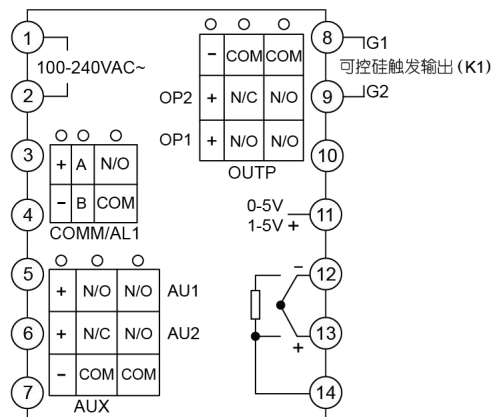 1
100-240VAC~
2
3
+ A N/O
- B COM
4
COMM/AL1
5
+ N/O N/O AU1
6
+ N/C N/O AU2
- COM COM
7
AUX
- COM COM
OP2 + N/C N/O
OP1 + N/O N/O
OUTP
8
G1
可控硅触发输出(K1)
9
G2
10
0-5V
1-5V +
11
-
12
13
+
14